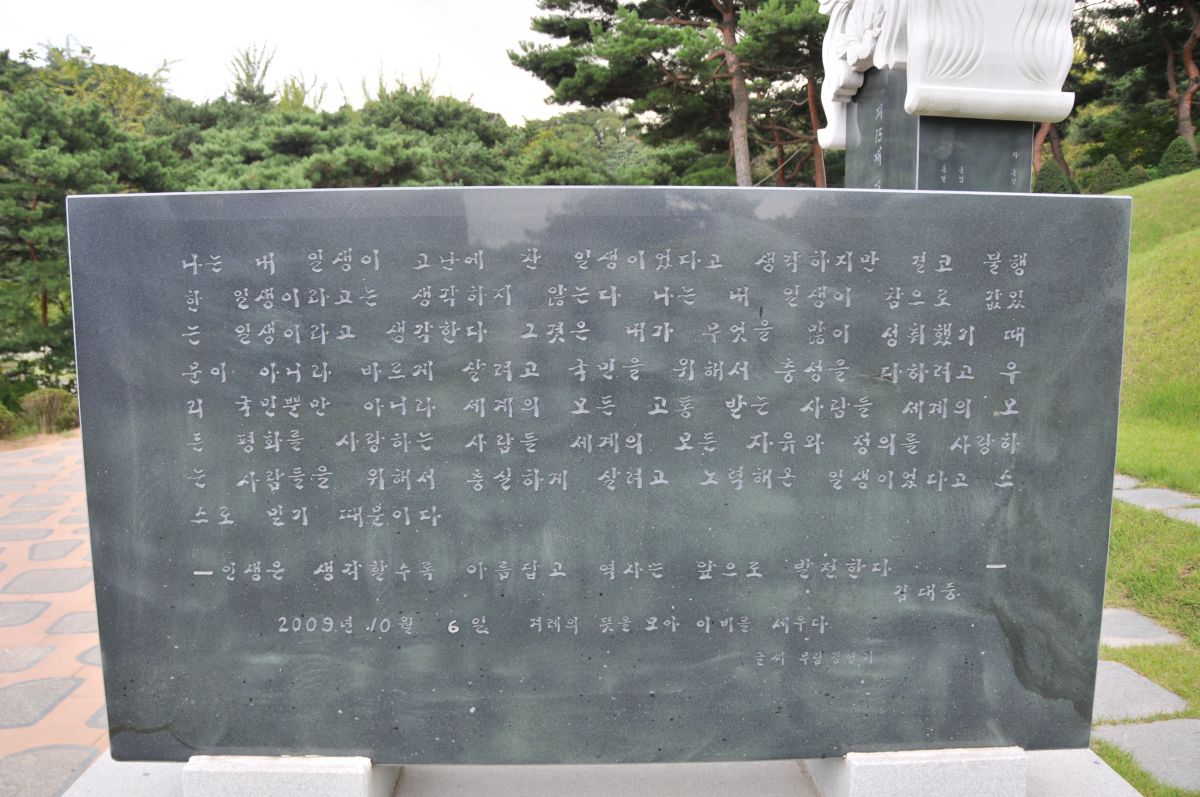 제15대
나는 내 일생이 고난에 찬 일생이었다고 생각하지만 결고 불행
한 일생이라고는 생각하지 않는다 나는 내 일생이 참으로 값있
는 일생이라고 생각한다 그것은 내가 무엇을 많이 성취했기 때
문이 아니라 바르게 살려고 국민을 위해서 충성을 다하려고 우
리 국민뿐만 아니라 세계의 모든 고통 받는 사람들 세계의 모
든 평화를 사랑하는 사람들 세계의 모든 자유와 정의를 사랑하
는 사람들을 위해서 충실하게 살려고 노력해온 일생이었다고 스
스로 믿기 때문이다
― 인생은 생각할수록 아름답고 역사는 앞으로 발전한다 ―
김대중
2009년 10월 6일 겨레의 뜻을 모아 이비를 세우다
글씨